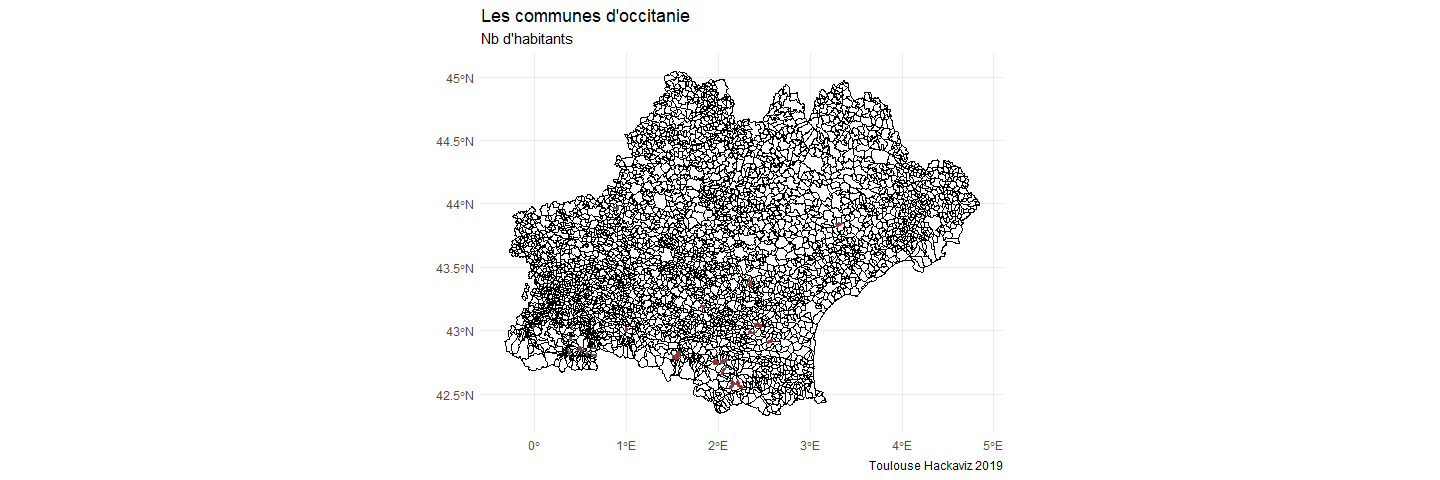 Les communes d'occitanie
Nb d'habitants
45°N
44.5°N
44°N
43.5°N
43°N
42.5°N
0° 1°E 2°E 3°E 4°E 5°E
Toulouse Hackaviz 2019